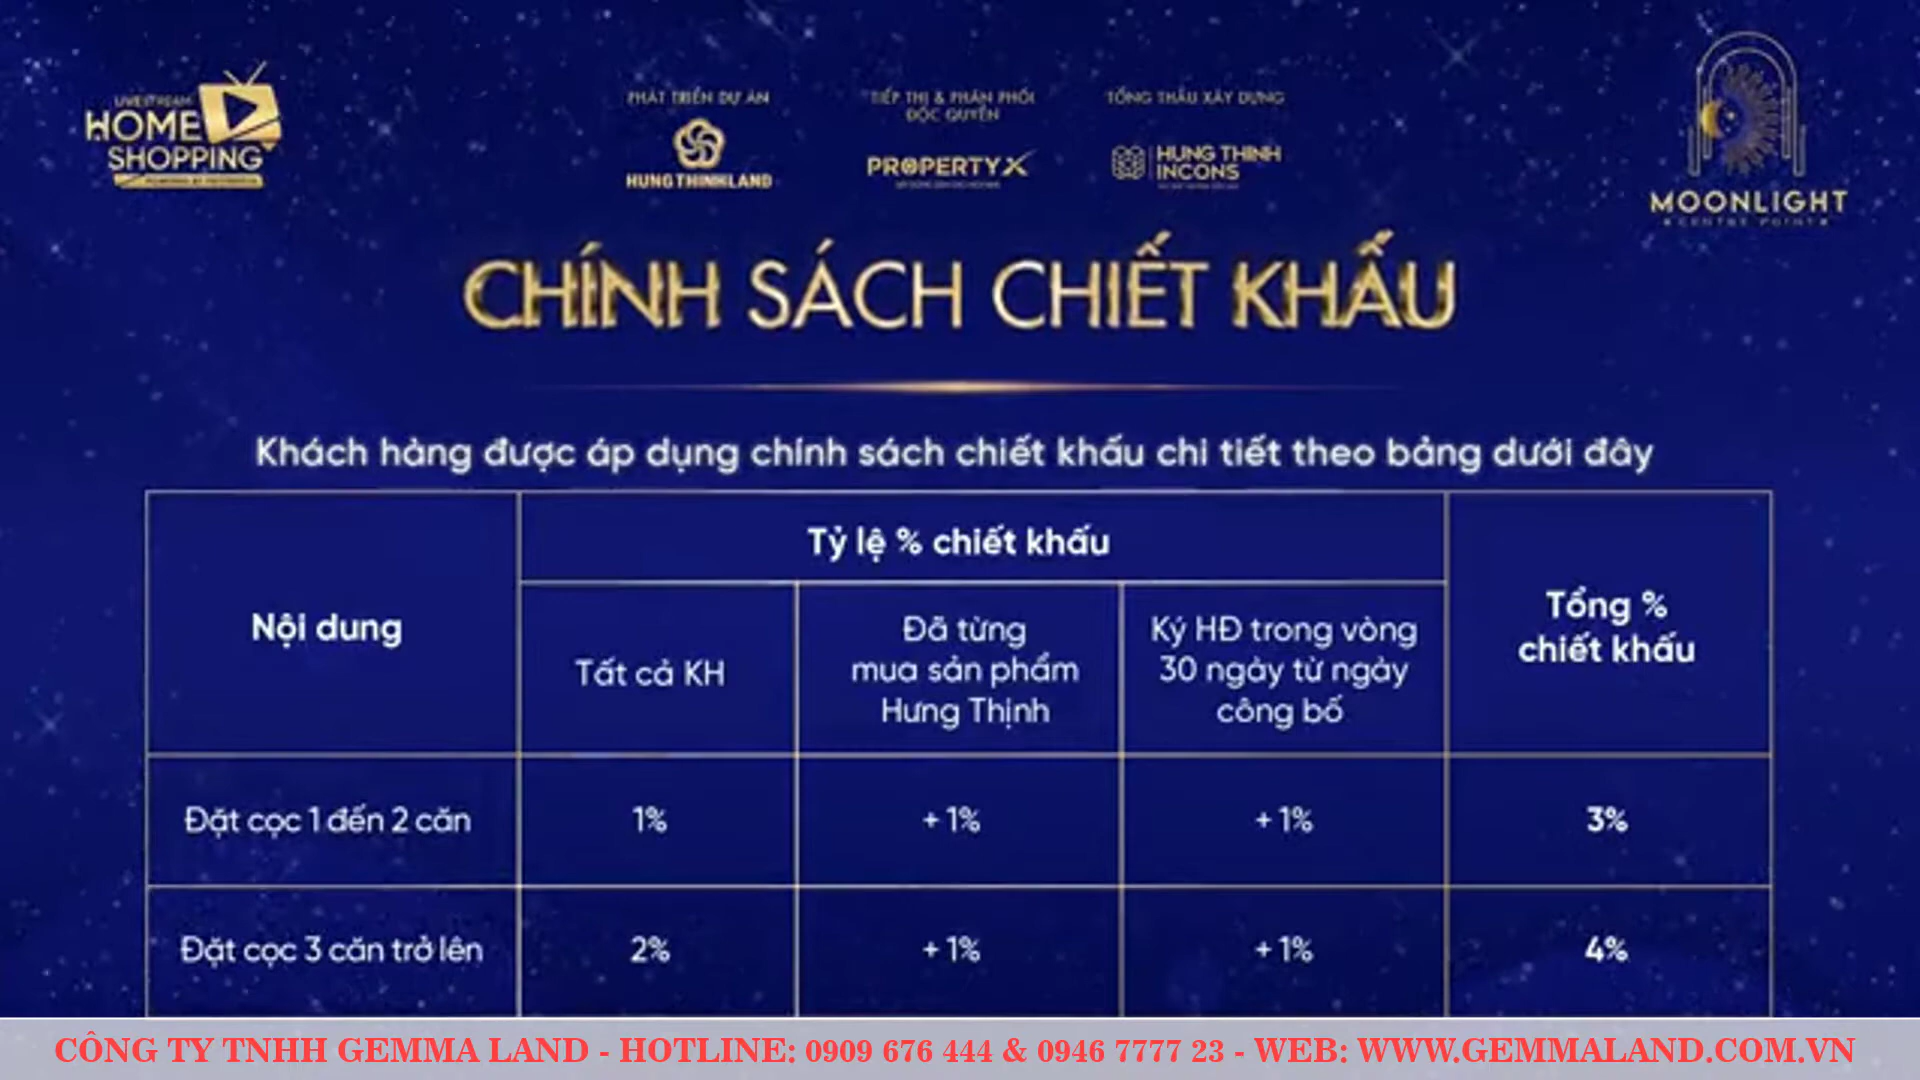 LIVESTREAM
HOME
SHOPPING
PHÁT TRIỂN DỰ ÁN
HUNGTHINHLAND
TIẾP THỊ & PHÂN PHỐI
ĐỘC QUYỀN
PROPERTYX
TỔNG THẦU XÂY DỰNG
HUNG THINH
INCONS
MOONLIGHT
CENTRE POINT
CHÍNH SÁCH CHIẾT KHẤU
Khách hàng được áp dụng chính sách chiết khấu chi tiết theo bảng dưới đây
Nội dung
Tỷ lệ % chiết khấu
Tổng %
chiết khấu
Tất cả KH
Đã từng
mua sản phẩm
Hưng Thịnh
Ký HĐ trong vòng
30 ngày từ ngày
công bố
Đặt cọc 1 đến 2 căn
1%
+ 1%
+ 1%
3%
Đặt cọc 3 căn trở lên
2%
+ 1%
+ 1%
4%
CÔNG TY TNHH GEMMA LAND - HOTLINE: 0909 676 444 & 0946 7777 23 - WEB: WWW.GEMMALAND.COM.VN